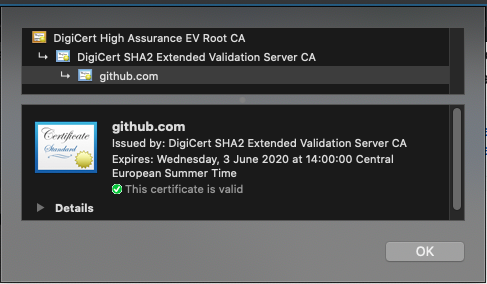 DigiCert High Assurance EV Root CA
DigiCert SHA2 Extended Validation Server CA
github.com
Certificate
Standard
github.com
Issued by: DigiCert SHA2 Extended Validation Server CA
Expires: Wednesday, 3 June 2020 at 14:00:00 Central
European Summer Time
This certificate is valid
Details
OK